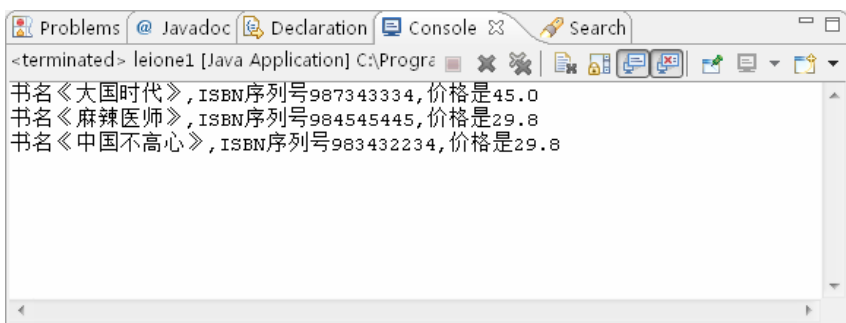 Problems @ Javadoc Declaration Console Search
<terminated> leione1 [Java Application] C:\Progra
书名《大国时代》,ISBN序列号987343334,价格是45.0
书名《麻辣医师》,ISBN序列号984545445,价格是29.8
书名《中国不高心》,ISBN序列号983432234,价格是29.8